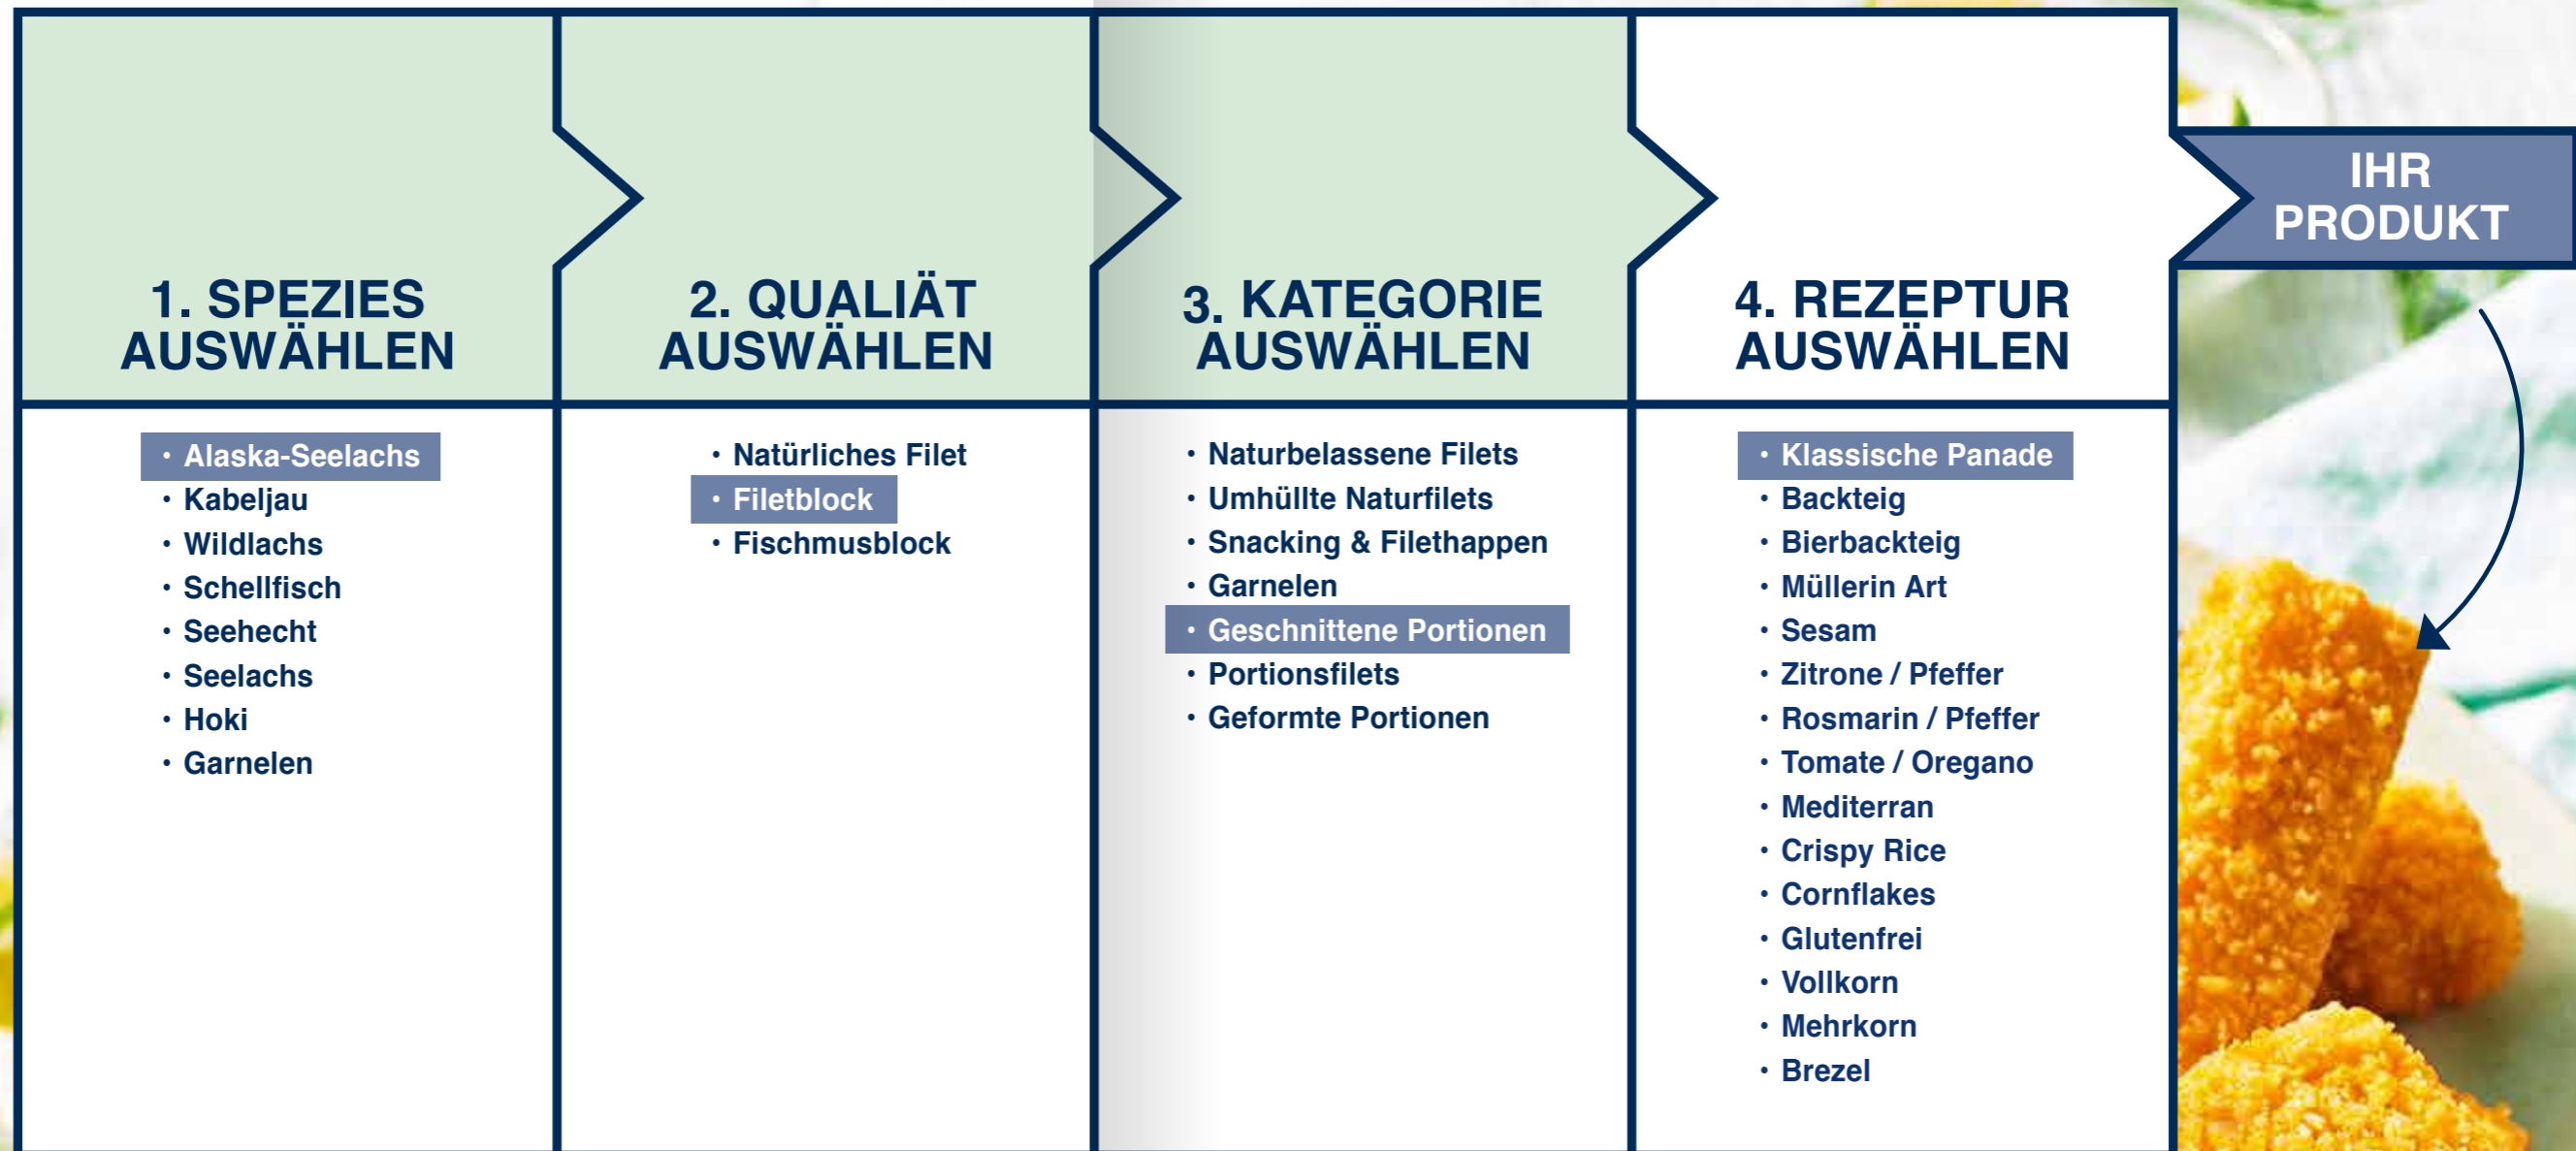 1. SPEZIES
AUSWÄHLEN
• Alaska-Seelachs
• Kabeljau
• Wildlachs
• Schellfisch
• Seehecht
• Seelachs
• Hoki
• Garnelen
2. QUALIÄT
AUSWÄHLEN
• Natürliches Filet
• Filetblock
• Fischmusblock
3. KATEGORIE
AUSWÄHLEN
• Naturbelassene Filets
• Umhüllte Naturfilets
• Snacking & Filethappen
• Garnelen
• Geschnittene Portionen
• Portionsfilets
• Geformte Portionen
4. REZEPTUR
AUSWÄHLEN
• Klassische Panade
• Backteig
• Bierbackteig
• Müllerin Art
• Sesam
• Zitrone / Pfeffer
• Rosmarin / Pfeffer
• Tomate / Oregano
• Mediterran
• Crispy Rice
• Cornflakes
• Glutenfrei
• Vollkorn
• Mehrkorn
• Brezel
IHR
PRODUKT